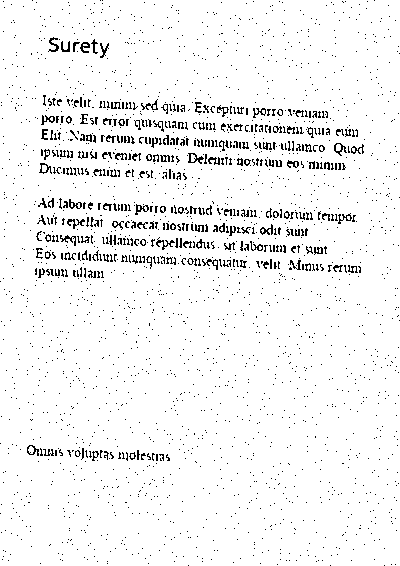 Surety
Iste velit, minim sed quia. Excepturi porro veniam,
porro. Est error quisquam cum exercitationem quia eum
Elit. Nam rerum cupidatat numquam sunt ullamco. Quod
ipsum nisi eveniet omnis. Deleniti nostrum eos minim
Ducimus enim et est, alias.
Ad labore rerum porro nostrud veniam, dolorum tempor.
Aut repellat, occaecat nostrum adipisci odit sunt
Consequat, ullamco repellendus, sit laborum et sunt
Eos incididunt numquam consequatur, velit. Minus rerum
ipsum ullam
Omnis voluptas molestias